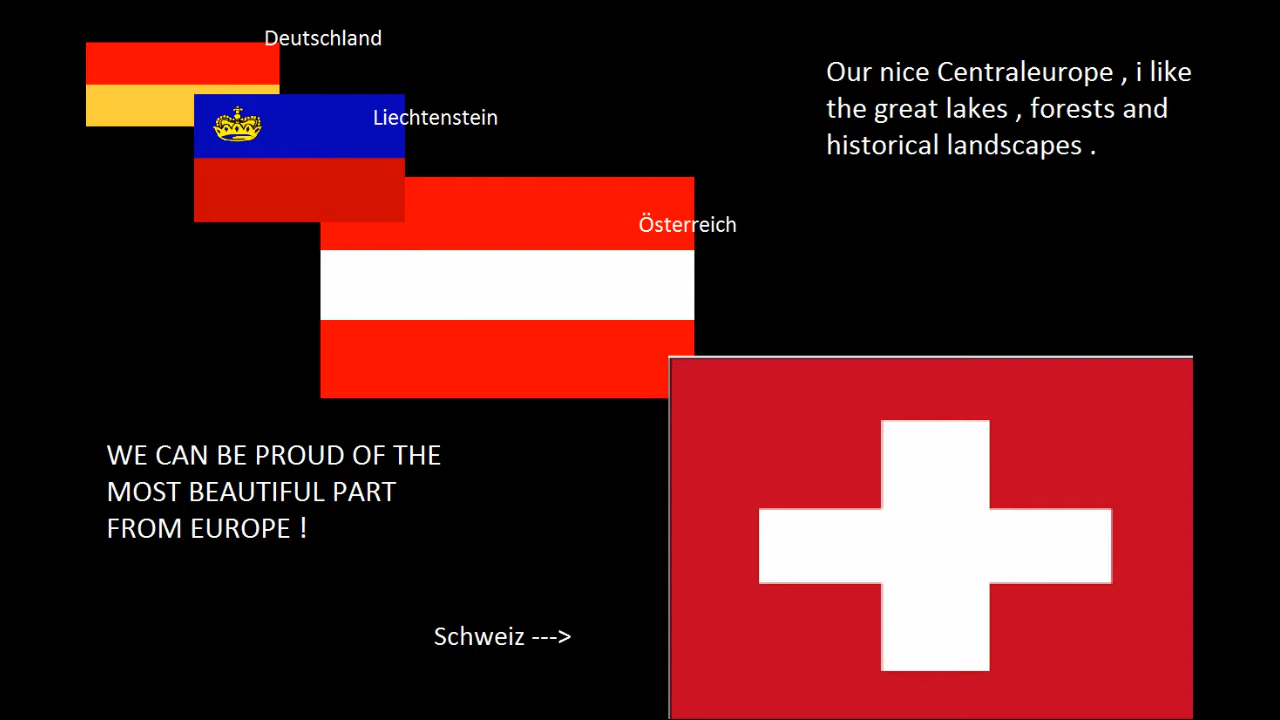 Deutschland
Liechtenstein
Österreich
Our nice Centraleurope , i like
the great lakes , forests and
historical landscapes .
WE CAN BE PROUD OF THE
MOST BEAUTIFUL PART
FROM EUROPE !
Schweiz --->